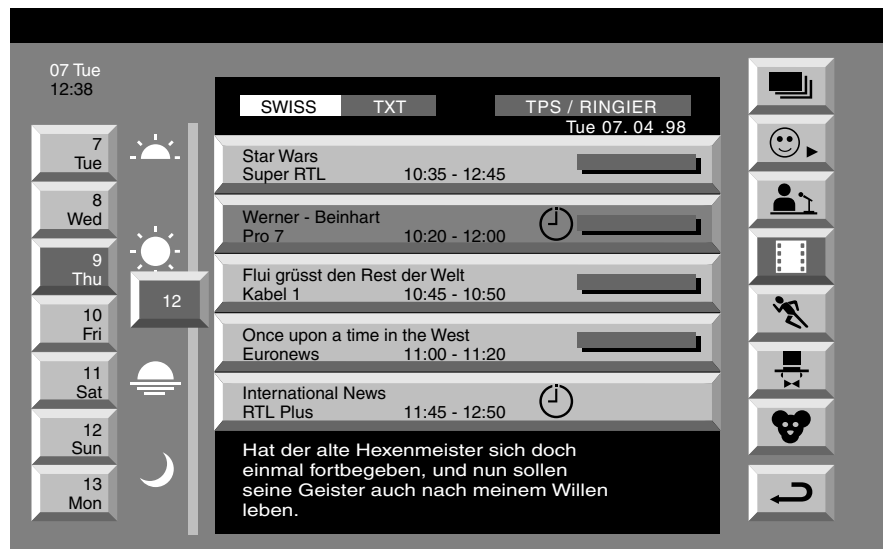 07 Tue
12:38
SWISS TXT TPS / RINGIER
Tue 07. 04 .98
7
Tue
8
Wed
9
Thu
10
Fri
11
Sat
12
Sun
13
Mon
12
Star Wars
Super RTL 10:35 - 12:45
Werner - Beinhart
Pro 7 10:20 - 12:00
Flui grüsst den Rest der Welt
Kabel 1 10:45 - 10:50
Once upon a time in the West
Euronews 11:00 - 11:20
International News
RTL Plus 11:45 - 12:50
Hat der alte Hexenmeister sich doch
einmal fortbegeben, und nun sollen
seine Geister auch nach meinem Willen
leben.